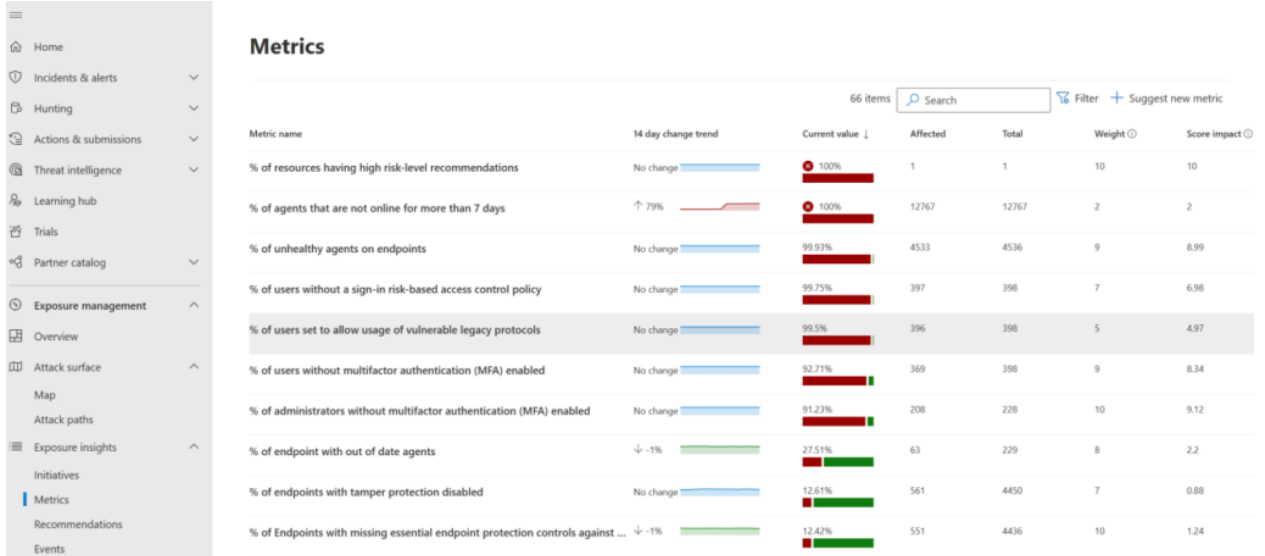 Home
Incidents & alerts
Hunting
Actions & submissions
Threat intelligence
Learning hub
Trials
Partner catalog
Exposure management
Overview
Attack surface
Map
Attack paths
Exposure insights
Initiatives
Metrics
Recommendations
Events
Metrics
66 items Search Filter Suggest new metric
Metric name 14 day change trend Current value ↓ Affected Total Weight Score impact
% of resources having high risk-level recommendations No change 100% 1 1 10 10
% of agents that are not online for more than 7 days ↑ 79% 100% 12767 12767 2 2
% of unhealthy agents on endpoints No change 99.93% 4533 4536 9 8.99
% of users without a sign-in risk-based access control policy No change 99.75% 397 398 7 6.98
% of users set to allow usage of vulnerable legacy protocols No change 99.5% 396 398 5 4.97
% of users without multifactor authentication (MFA) enabled No change 92.71% 369 398 9 8.34
% of administrators without multifactor authentication (MFA) enabled No change 91.23% 208 228 10 9.12
% of endpoint with out of date agents ↓ -1% 27.51% 63 229 8 2.2
% of endpoints with tamper protection disabled No change 12.61% 561 4450 7 0.88
% of Endpoints with missing essential endpoint protection controls against ... ↓ -1% 12.42% 551 4436 10 1.24